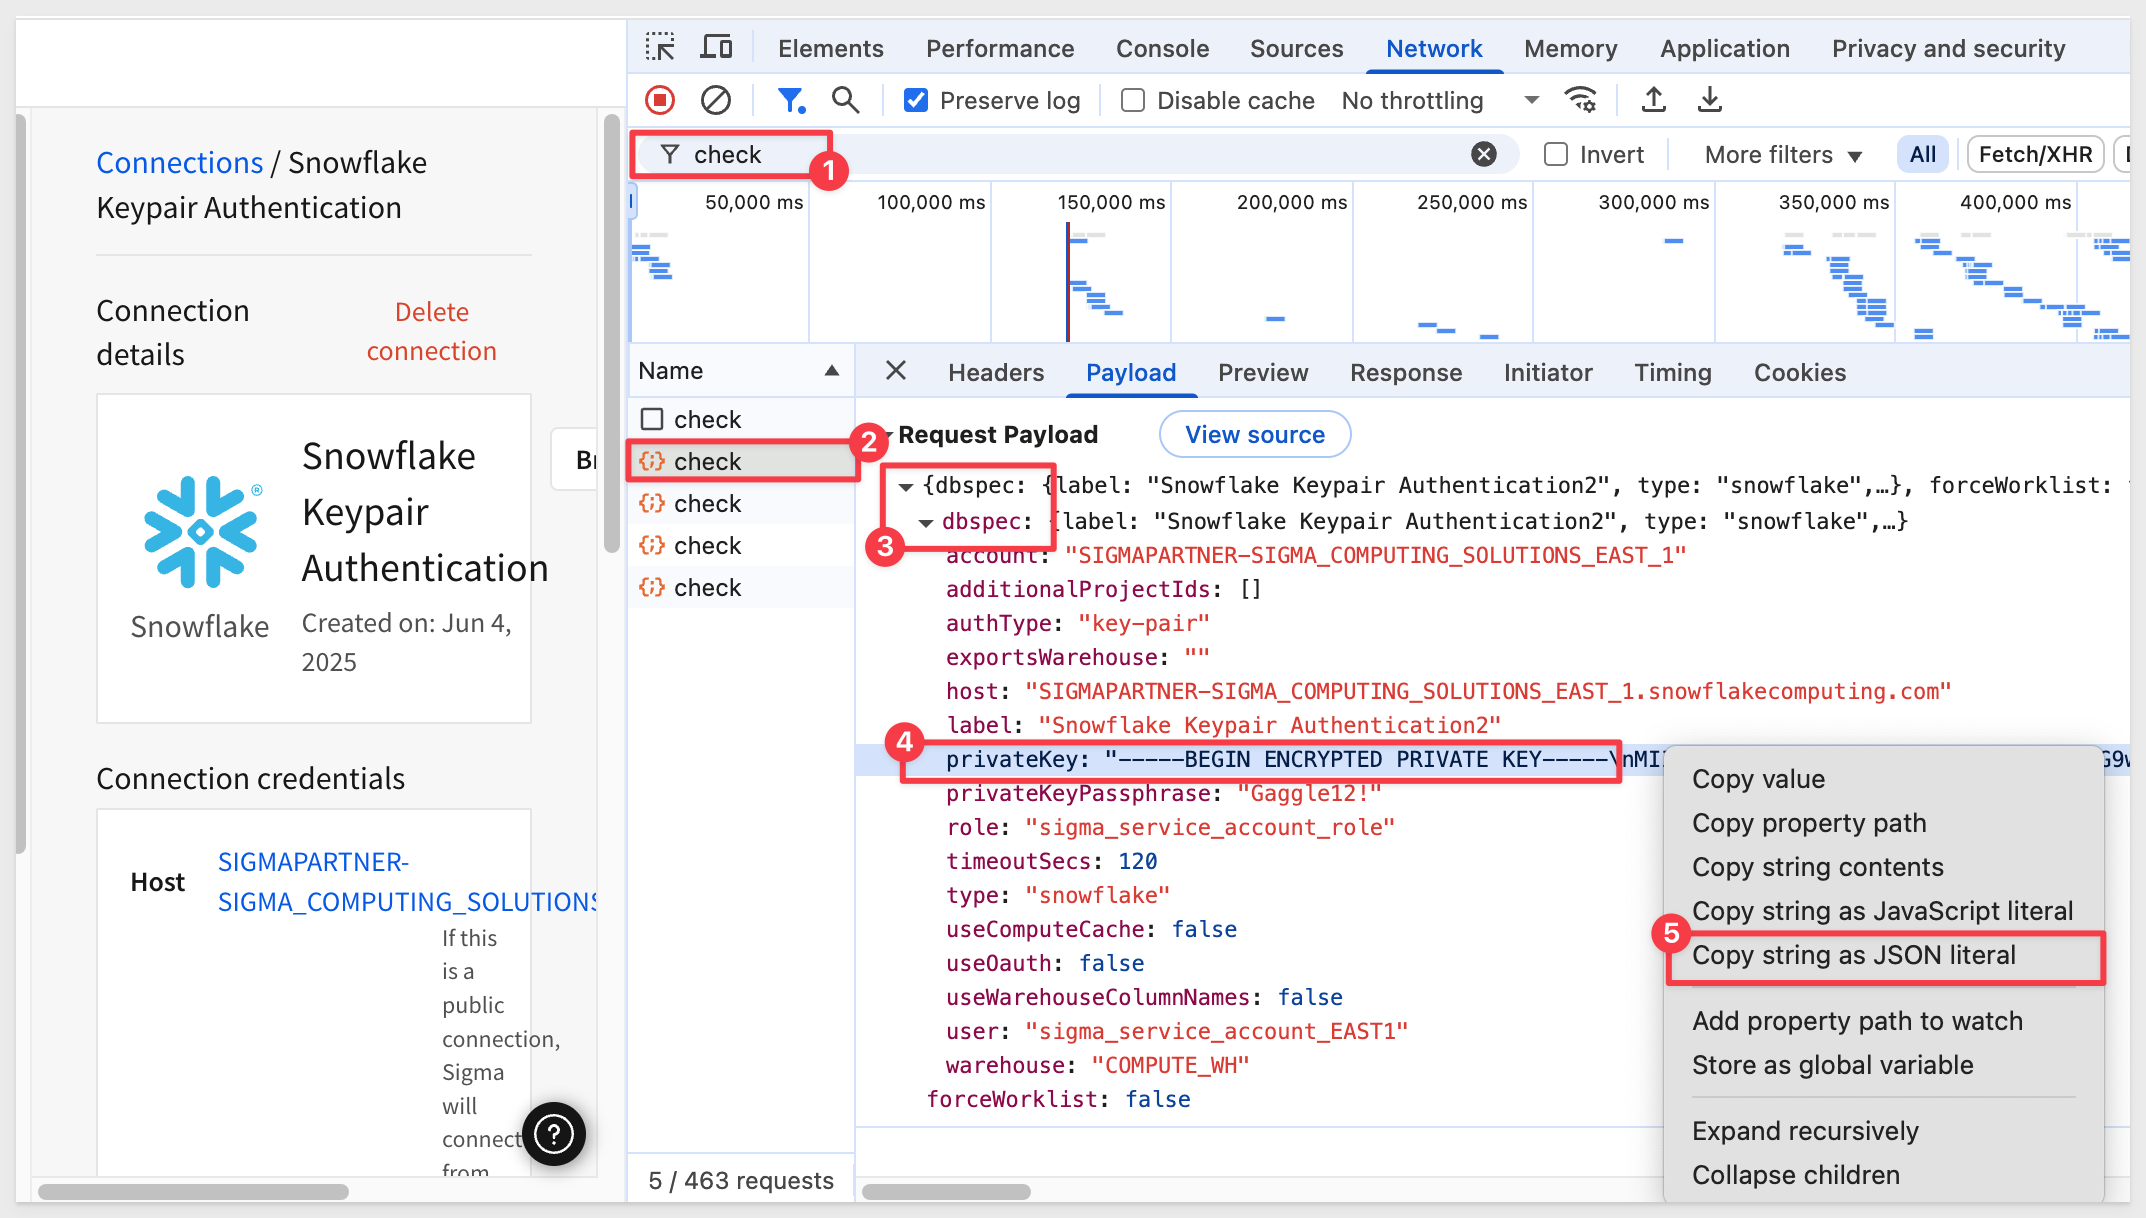 Elements Performance Console Sources Network Memory Application Privacy and security
Preserve log Disable cache No throttling
check
1
Invert More filters All Fetch/XHR
50,000 ms 100,000 ms 150,000 ms 200,000 ms 250,000 ms 300,000 ms 350,000 ms 400,000 ms
Connections / Snowflake
Keypair Authentication
Connection
details
Delete
connection
Snowflake
Keypair
Authentication
®
Snowflake
Created on: Jun 4,
2025
Connection credentials
Host
SIGMAPARTNER-
SIGMA_COMPUTING_SOLUTIONS
If this
is a
public
connection,
Sigma
will
connect
from
?
Name
check
check
check
check
check
2
5 / 463 requests
Headers Payload Preview Response Initiator Timing Cookies
Request Payload View source
{dbspec: {label: "Snowflake Keypair Authentication2", type: "snowflake",…}, forceWorklist:
dbspec: {label: "Snowflake Keypair Authentication2", type: "snowflake",…}
3
account: "SIGMAPARTNER-SIGMA_COMPUTING_SOLUTIONS_EAST_1"
additionalProjectIds: []
authType: "key-pair"
exportsWarehouse: ""
host: "SIGMAPARTNER-SIGMA_COMPUTING_SOLUTIONS_EAST_1.snowflakecomputing.com"
label: "Snowflake Keypair Authentication2"
4
privateKey: "-----BEGIN ENCRYPTED PRIVATE KEY-----\nMI
privateKeyPassphrase: "Gaggle12!"
role: "sigma_service_account_role"
timeoutSecs: 120
type: "snowflake"
useComputeCache: false
useOauth: false
useWarehouseColumnNames: false
user: "sigma_service_account_EAST1"
warehouse: "COMPUTE_WH"
forceWorklist: false
Copy value
Copy property path
Copy string contents
Copy string as JavaScript literal
5
Copy string as JSON literal
Add property path to watch
Store as global variable
Expand recursively
Collapse children